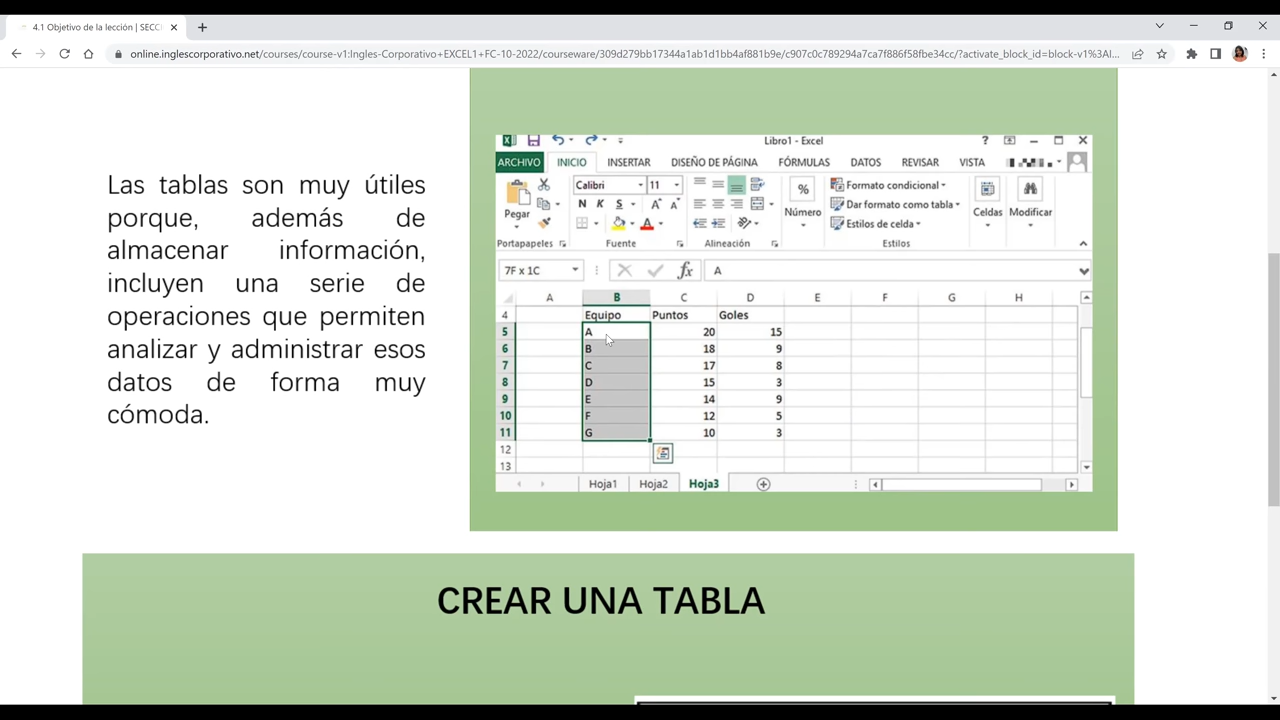 4.1 Objetivo de la lección | SECCI
online.inglescorporativo.net/courses/course-v1:Ingles-Corporativo+EXCEL1+FC-10-2022/courseware/309d279bb17344a1ab1d1bb4af881b9e/c907c0c789294a7ca7f886f58fbe34cc/?activate_block_id=block-v1%3AI...
Las tablas son muy útiles
porque, además de
almacenar información,
incluyen una serie de
operaciones que permiten
analizar y administrar esos
datos de forma muy
cómoda.
Libro1 - Excel
ARCHIVO INICIO INSERTAR DISEÑO DE PÁGINA FÓRMULAS DATOS REVISAR VISTA
Calibri 11 % Formato condicional
Dar formato como tabla
Pegar N K S Número Estilos de celda Celdas Modificar
Portapapeles Fuente Alineación Estilos
7F x 1C fx A
A B C D E F G H
4 Equipo Puntos Goles
5 A 20 15
6 B 18 9
7 C 17 8
8 D 15 3
9 E 14 9
10 F 12 5
11 G 10 3
12
13
Hoja1 Hoja2 Hoja3
CREAR UNA TABLA